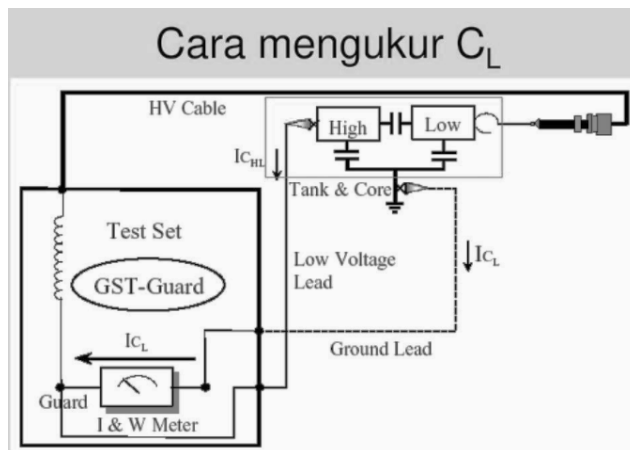 Cara mengukur CL
HV Cable
High
Low
ICHL
Tank & Core
Test Set
Low Voltage
Lead
ICL
GST-Guard
ICL
Ground Lead
Guard
I & W Meter